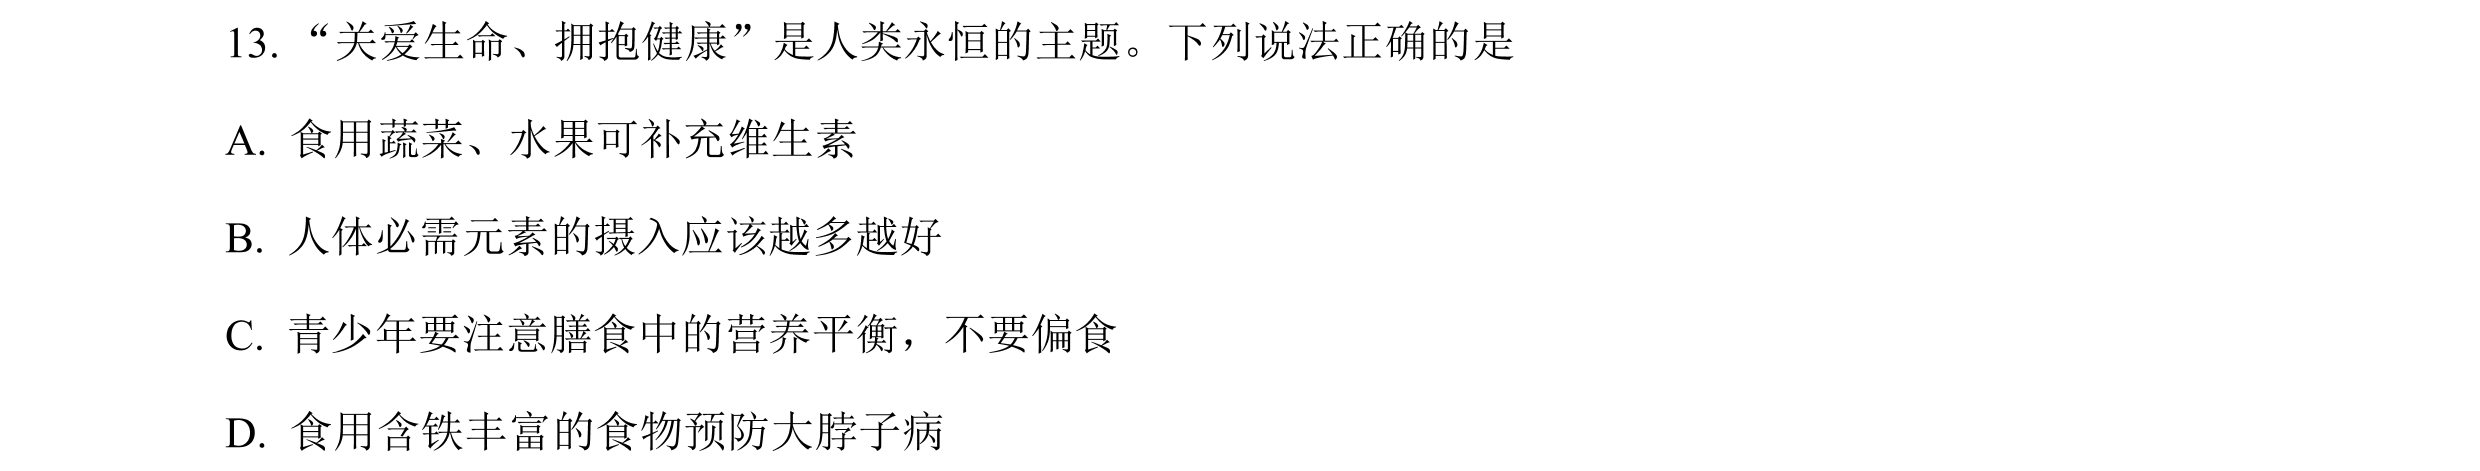 13. “关爱生命、拥抱健康”是人类永恒的主题。下列说法正确的是
A. 食用蔬菜、水果可补充维生素
B. 人体必需元素的摄入应该越多越好
C. 青少年要注意膳食中的营养平衡，不要偏食
D. 食用含铁丰富的食物预防大脖子病